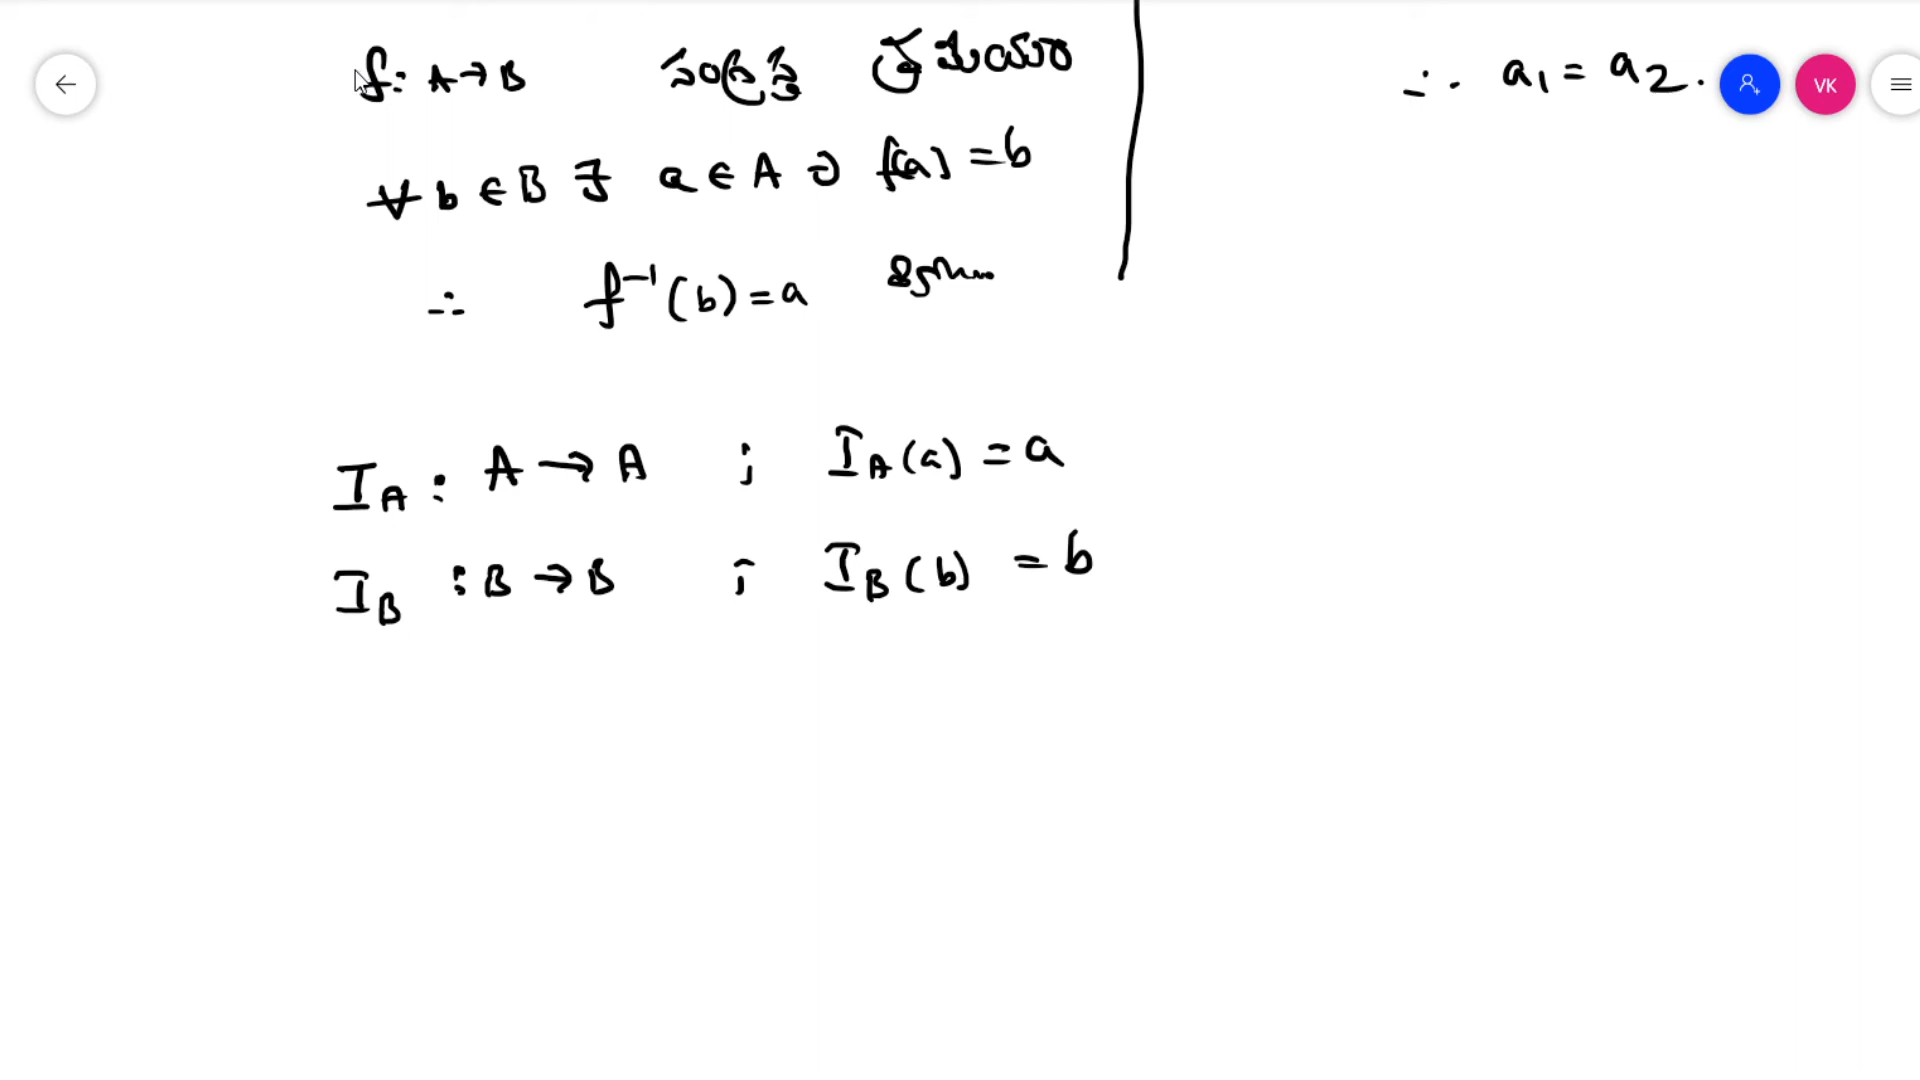 f: A → B
∀ b ∈ B ∃ a ∈ A ∋ f(a) = b
∴ f⁻¹(b) = a
I_A : A → A ; I_A(a) = a
I_B : B → B ; I_B(b) = b
∴ a₁ = a₂.
VK